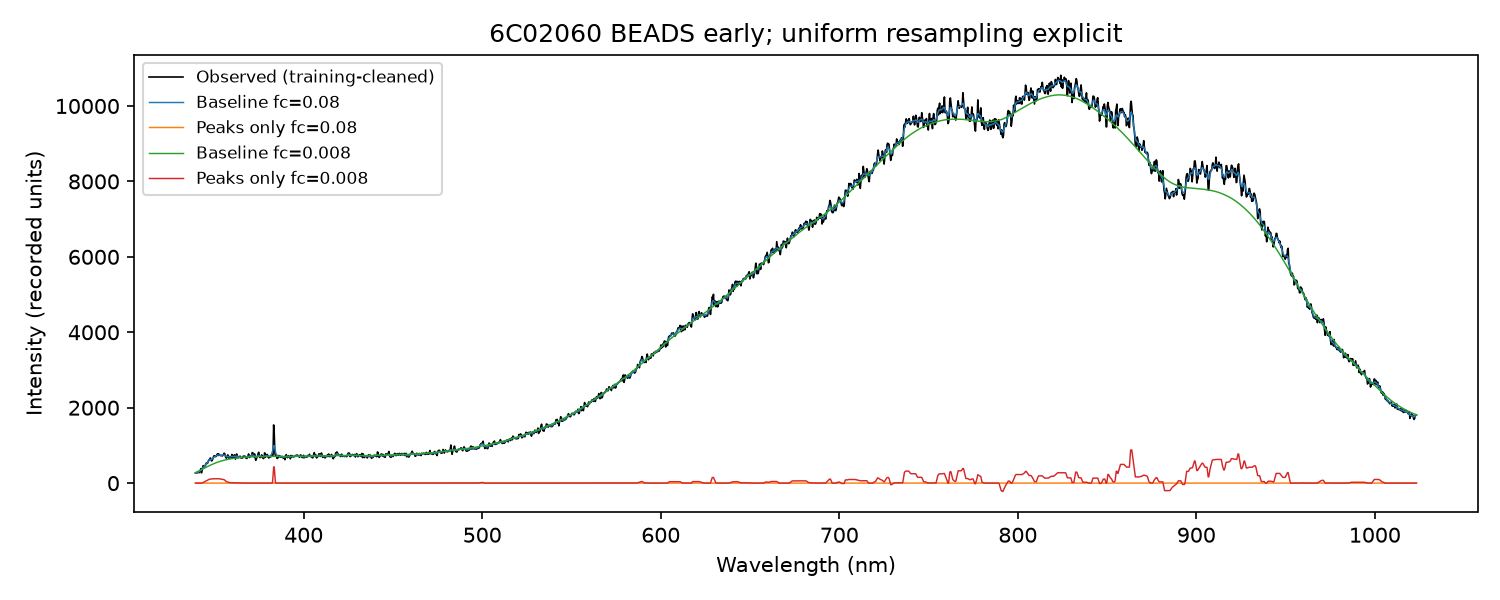 6C02060 BEADS early; uniform resampling explicit
Observed (training-cleaned)
Baseline fc=0.08
Peaks only fc=0.08
Baseline fc=0.008
Peaks only fc=0.008
Intensity (recorded units)
10000
8000
6000
4000
2000
0
400 500 600 700 800 900 1000
Wavelength (nm)